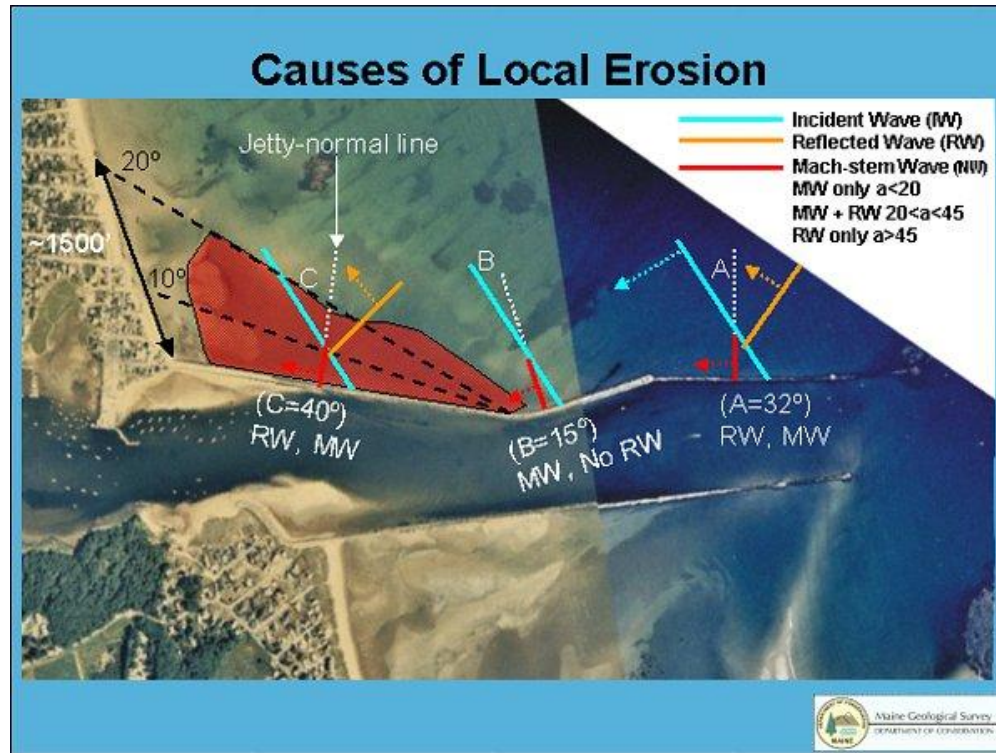 Causes of Local Erosion
Incident Wave (IW)
Reflected Wave (RW)
Mach-stem Wave (NW)
MW only a<20
MW + RW 20<a<45
RW only a>45
Jetty-normal line
20º
~1500'
10º
C
B
A
(C=40º)
RW, MW
(B=15º)
MW, No RW
(A=32º)
RW, MW
Maine Geological Survey
DEPARTMENT OF CONSERVATION
MAINE